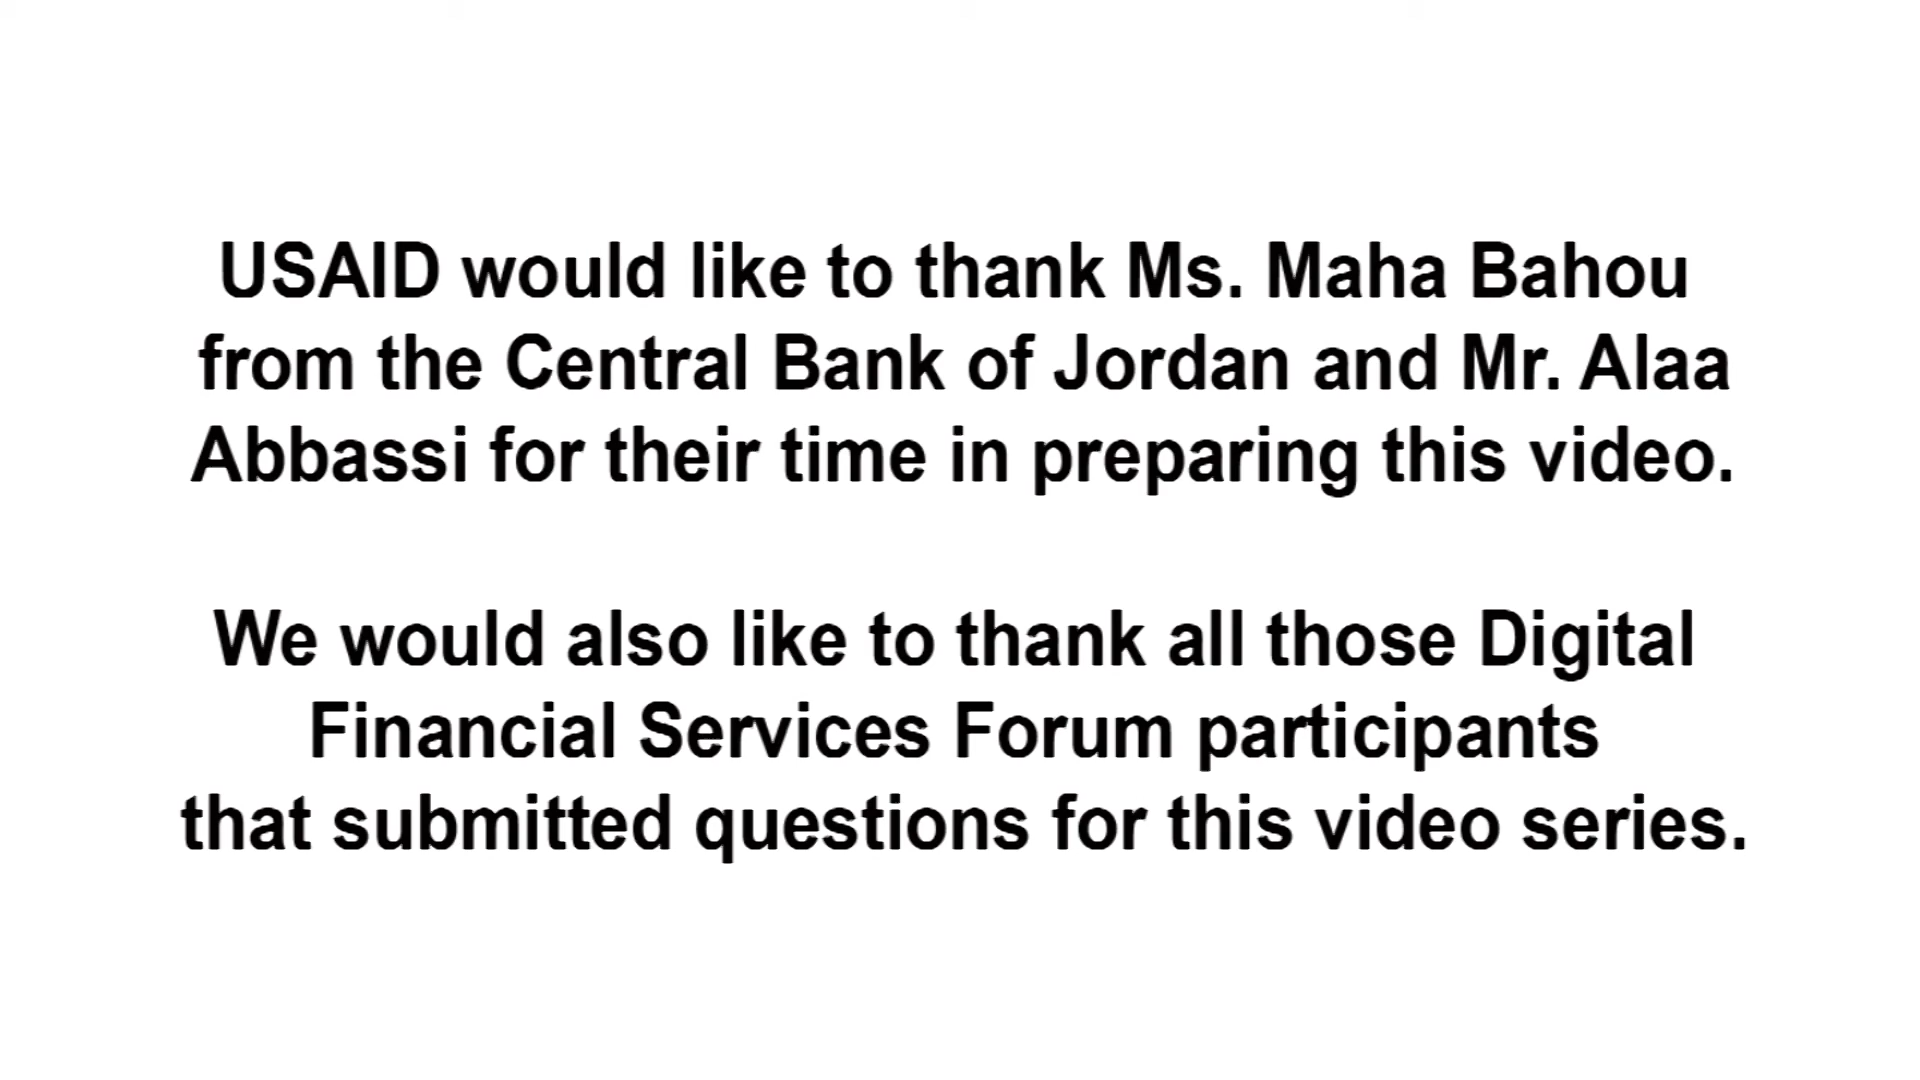 USAID would like to thank Ms. Maha Bahou
from the Central Bank of Jordan and Mr. Alaa
Abbassi for their time in preparing this video.
We would also like to thank all those Digital
Financial Services Forum participants
that submitted questions for this video series.